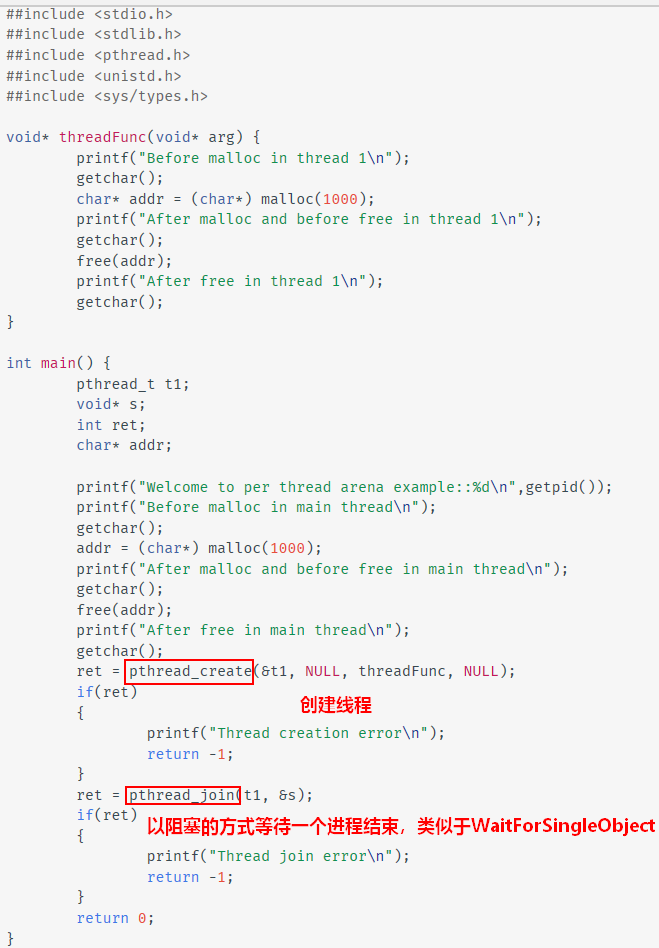 ##include <stdio.h>
##include <stdlib.h>
##include <pthread.h>
##include <unistd.h>
##include <sys/types.h>
void* threadFunc(void* arg) {
printf("Before malloc in thread 1\n");
getchar();
char* addr = (char*) malloc(1000);
printf("After malloc and before free in thread 1\n");
getchar();
free(addr);
printf("After free in thread 1\n");
getchar();
}
int main() {
pthread_t t1;
void* s;
int ret;
char* addr;
printf("Welcome to per thread arena example::%d\n",getpid());
printf("Before malloc in main thread\n");
getchar();
addr = (char*) malloc(1000);
printf("After malloc and before free in main thread\n");
getchar();
free(addr);
printf("After free in main thread\n");
getchar();
ret = pthread_create(&t1, NULL, threadFunc, NULL);
if(ret)
创建线程
{
printf("Thread creation error\n");
return -1;
}
ret = pthread_join(t1, &s);
if(ret)
以阻塞的方式等待一个进程结束，类似于WaitForSingleObject
{
printf("Thread join error\n");
return -1;
}
return 0;
}